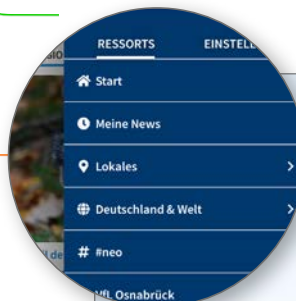 RESSORTS EINSTELL
Start
Meine News
Lokales
Deutschland & Welt
# #neo
VfL Osnabrück